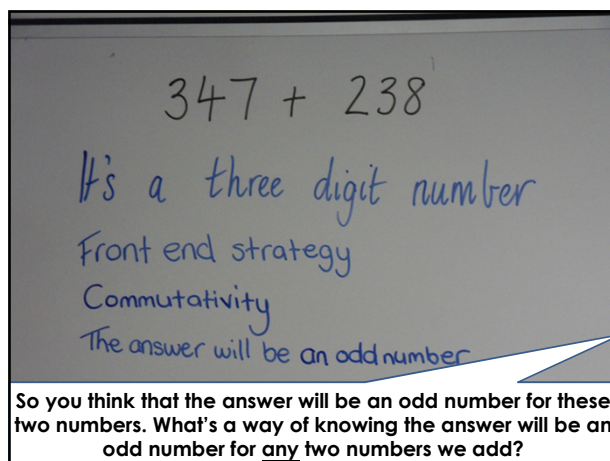 347 + 238
It's a three digit number
Front end strategy
Commutativity
The answer will be an odd number
So you think that the answer will be an odd number for these
two numbers. What's a way of knowing the answer will be an
odd number for any two numbers we add?